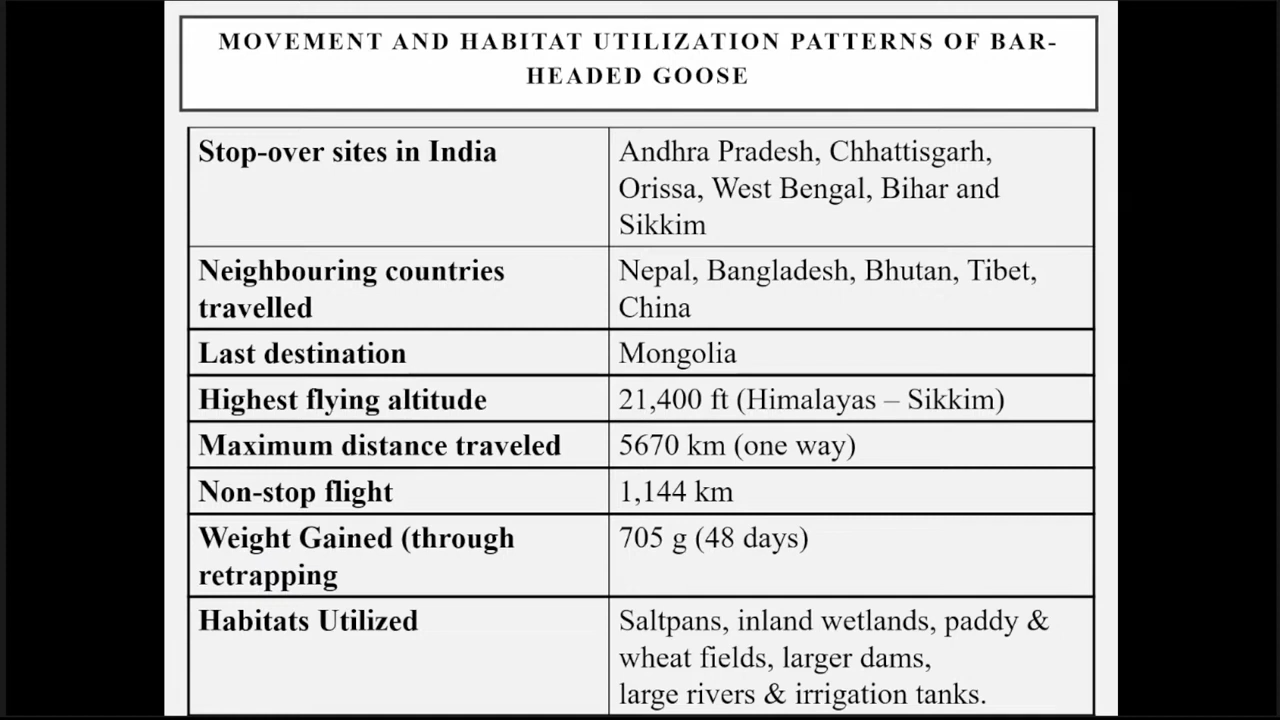 MOVEMENT AND HABITAT UTILIZATION PATTERNS OF BAR-
HEADED GOOSE
Stop-over sites in India
Andhra Pradesh, Chhattisgarh,
Orissa, West Bengal, Bihar and
Sikkim
Neighbouring countries
travelled
Nepal, Bangladesh, Bhutan, Tibet,
China
Last destination
Mongolia
Highest flying altitude
21,400 ft (Himalayas – Sikkim)
Maximum distance traveled
5670 km (one way)
Non-stop flight
1,144 km
Weight Gained (through
retrapping
705 g (48 days)
Habitats Utilized
Saltpans, inland wetlands, paddy &
wheat fields, larger dams,
large rivers & irrigation tanks.